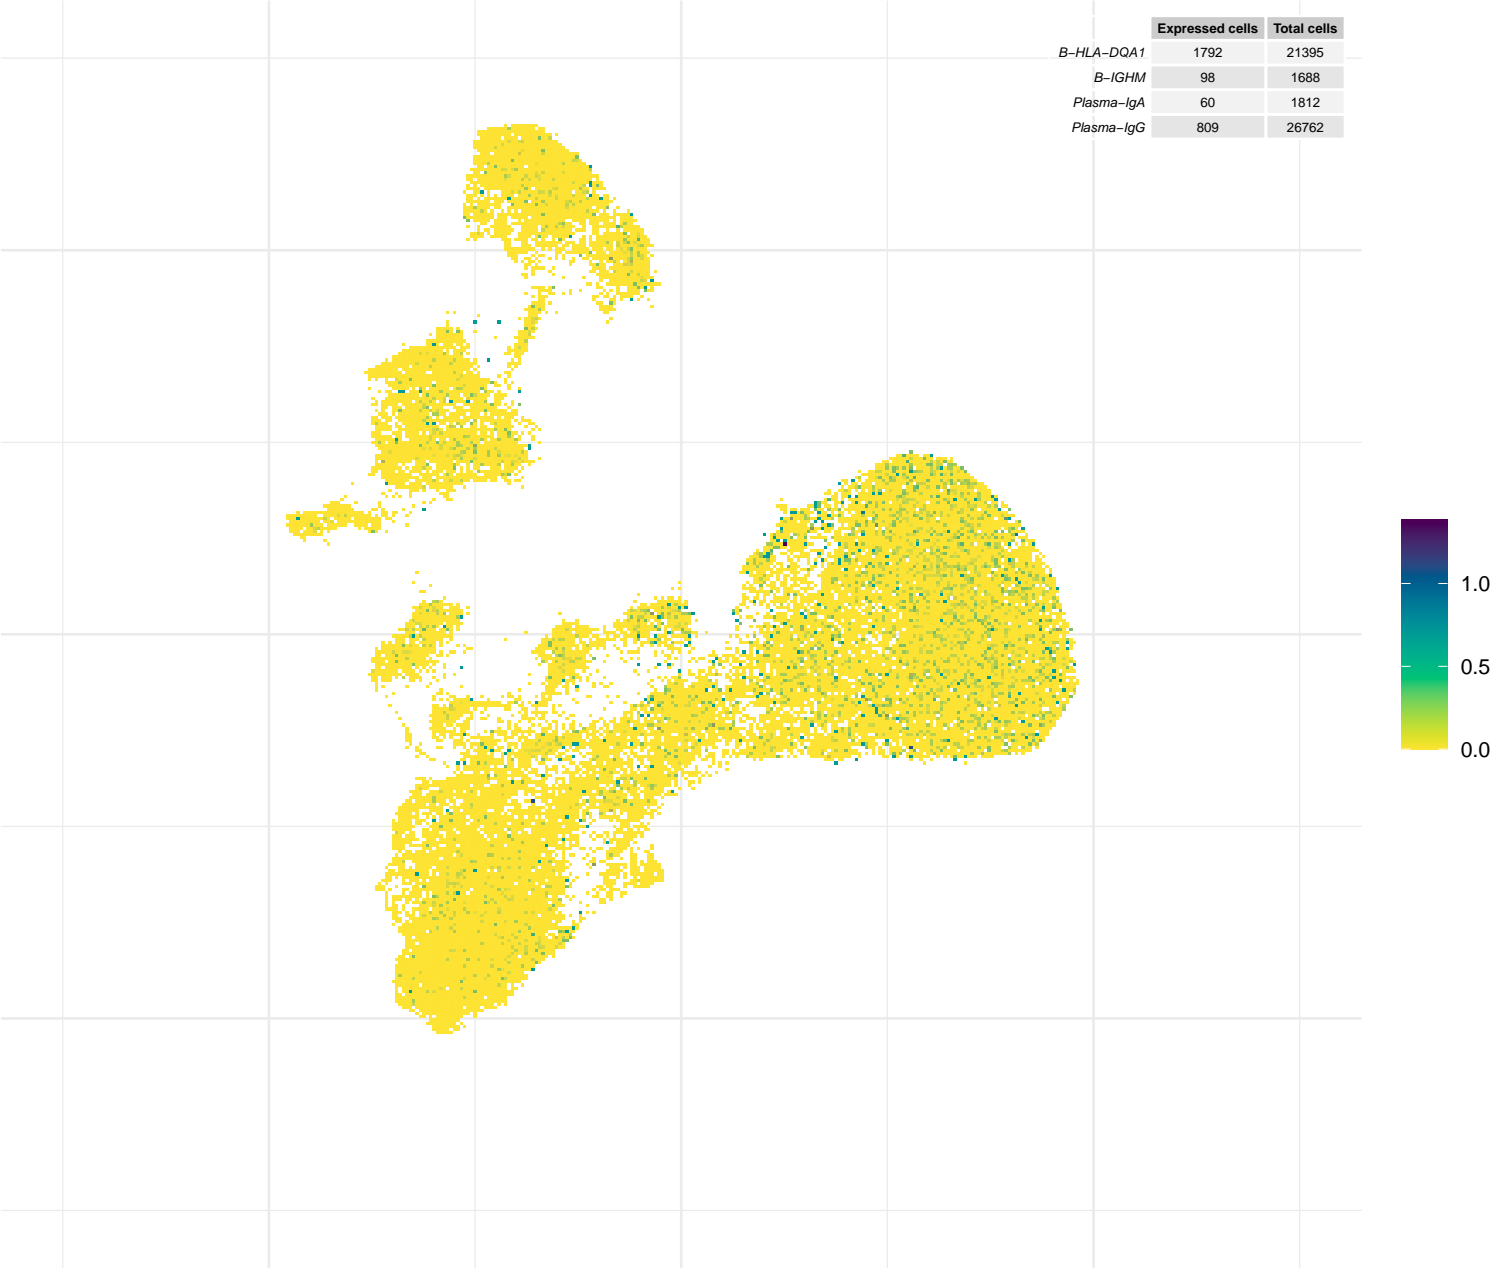 Expressed cells Total cells
B−HLA−DQA1 1792 21395
B−IGHM 98 1688
Plasma−IgA 60 1812
Plasma−IgG 809 26762
1.0
0.5
0.0